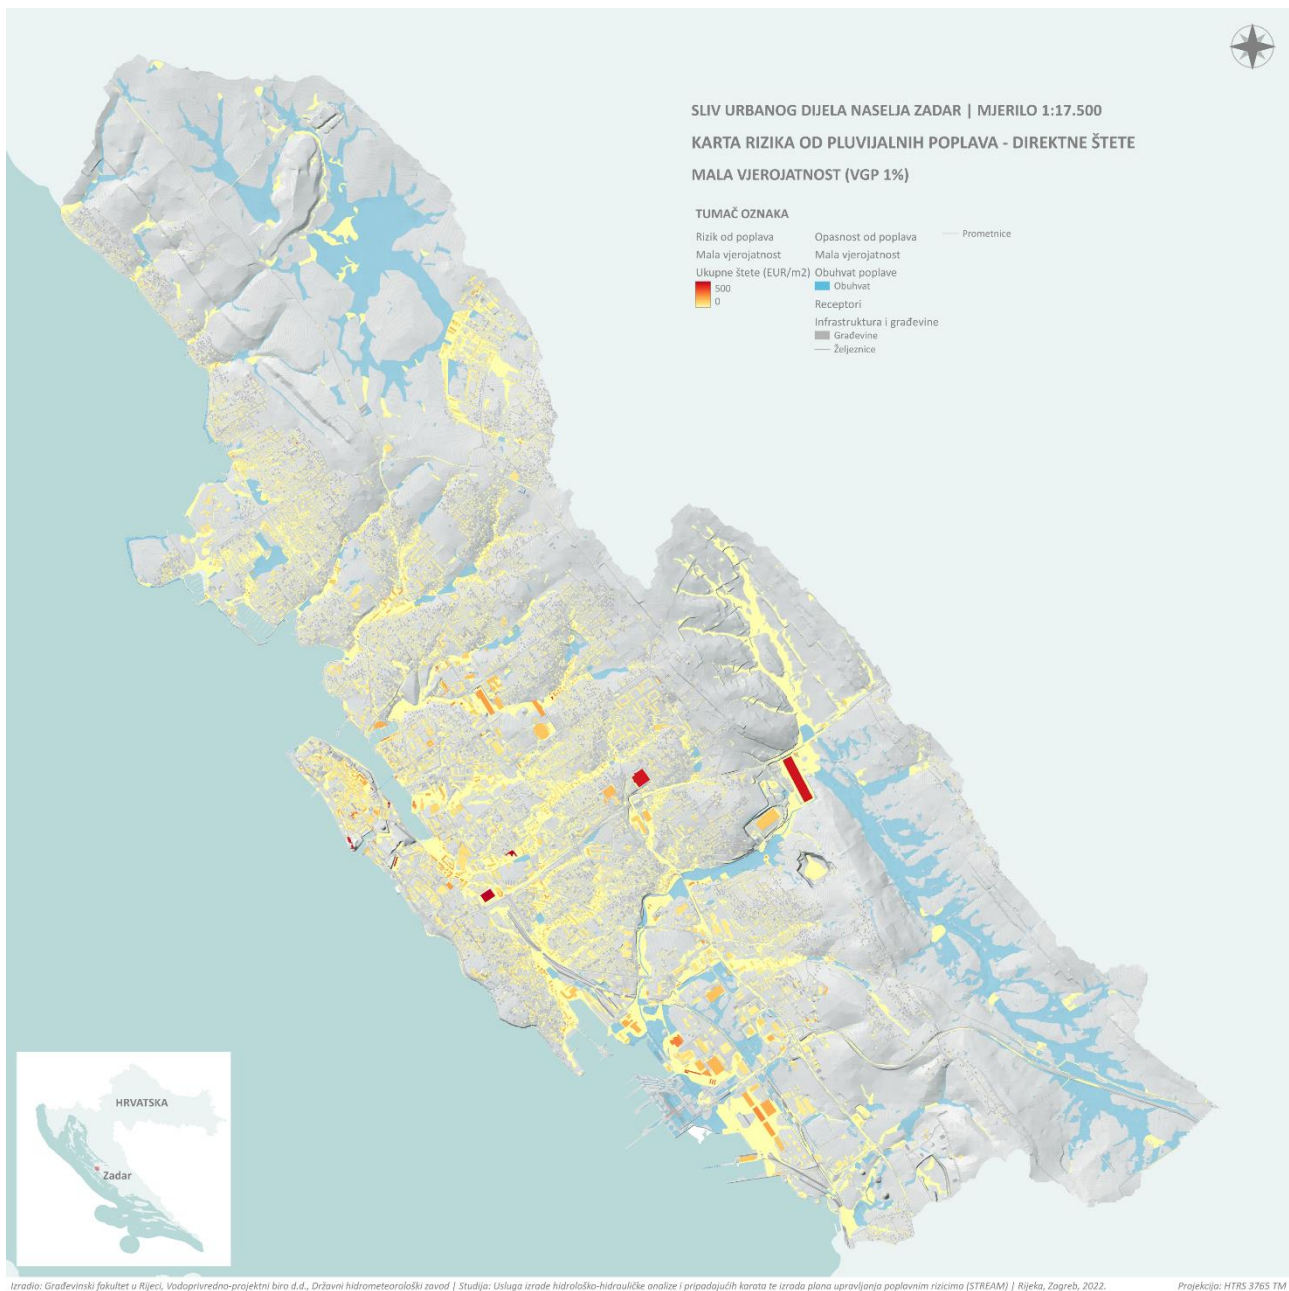 SLIV URBANOG DIJELA NASELJA ZADAR | MJERILO 1:17.500
KARTA RIZIKA OD PLUVIJALNIH POPLAVA - DIREKTNE ŠTETE
MALA VJEROJATNOST (VGP 1%)
TUMAČ OZNAKA
Rizik od poplava
Mala vjerojatnost
Ukupne štete (EUR/m2)
500
0
Opasnost od poplava
Mala vjerojatnost
Obuhvat poplave
Obuhvat
Receptori
Infrastruktura i građevine
Građevine
Željeznice
Prometnice
HRVATSKA
Zadar
Izradio: Građevinski fakultet u Rijeci, Vodoprivredno-projektni biro d.d., Državni hidrometeorološki zavod | Studija: Usluga izrade hidrološko-hidrauličke analize i pripadajućih karata te izrada plana upravljanja poplavnim rizicima (STREAM) | Rijeka, Zagreb, 2022.
Projekcija: HTRS 3765 TM